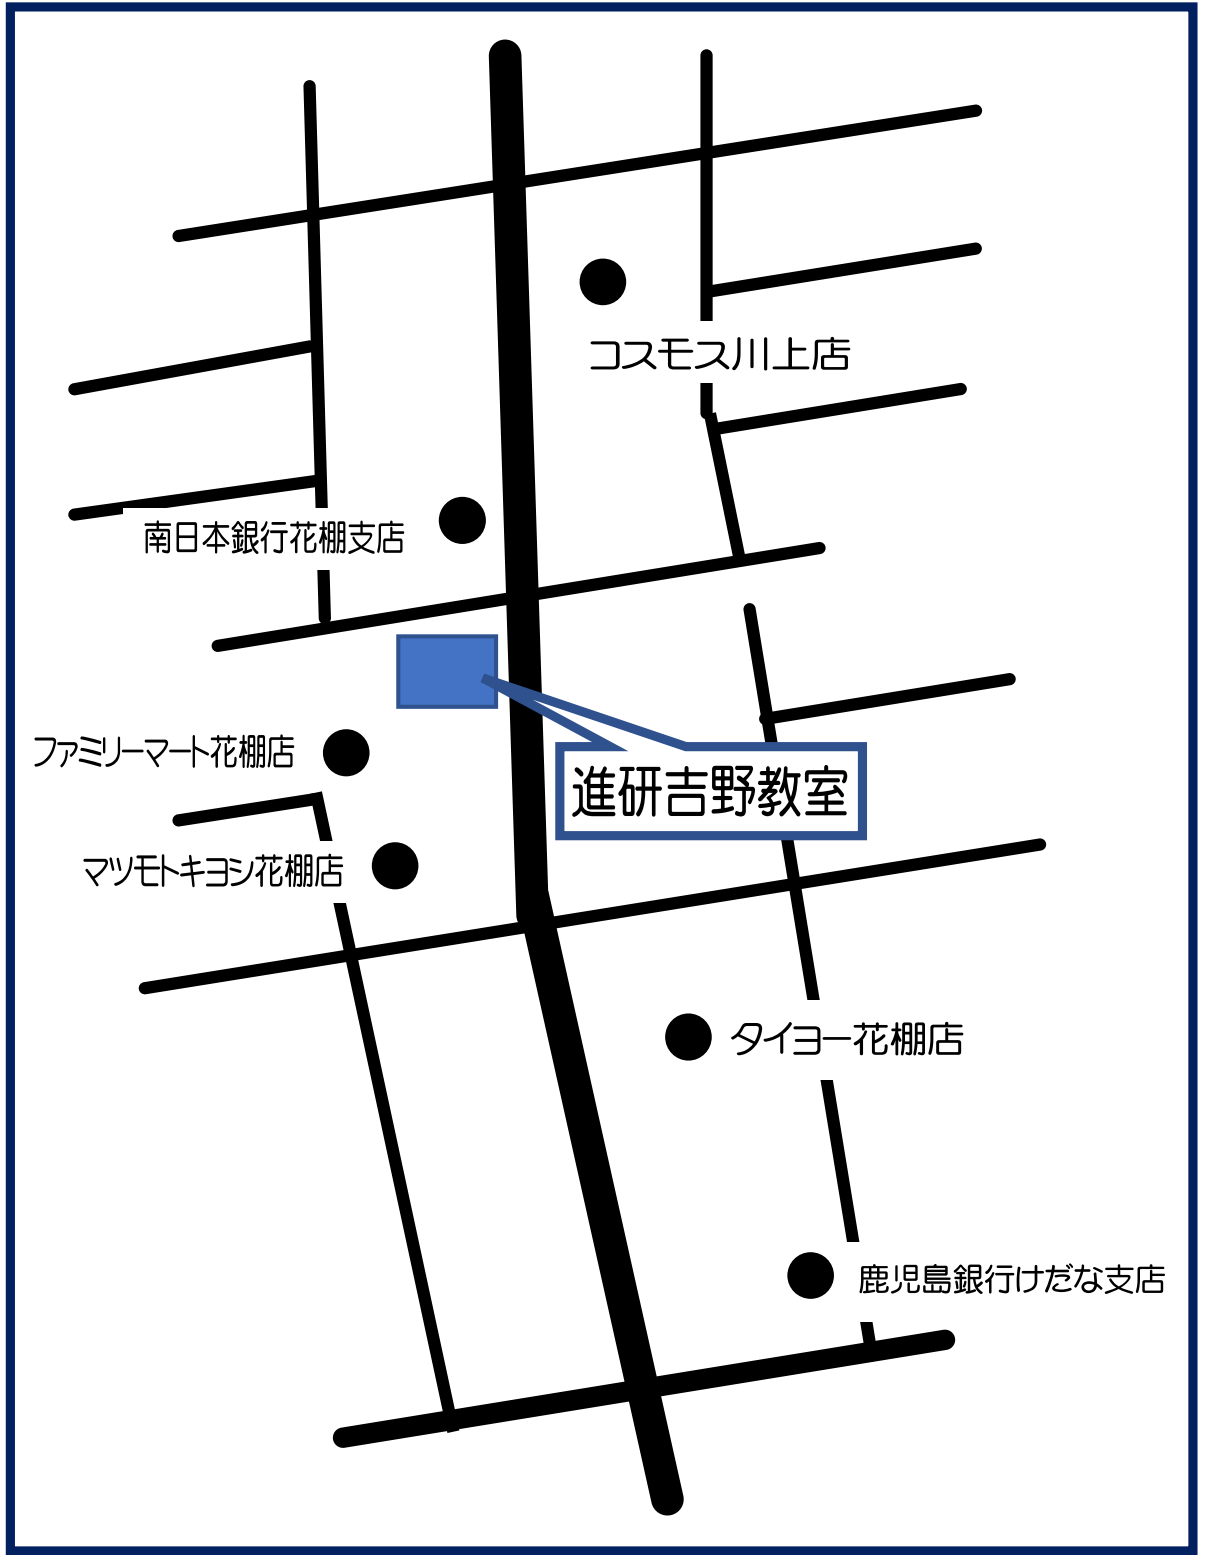 コスモス川上店
南日本銀行花棚支店
ファミリーマート花棚店
進研吉野教室
マツモトキヨシ花棚店
タイヨー花棚店
鹿児島銀行けだな支店